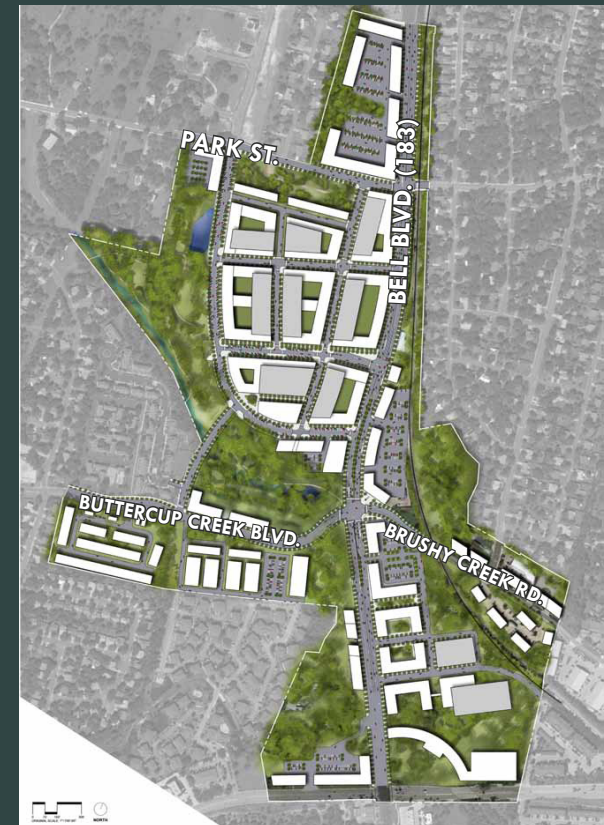 PARK ST.
BELL BLVD. (183)
BUTTERCUP CREEK BLVD.
BRUSHY CREEK RD.
NORTH